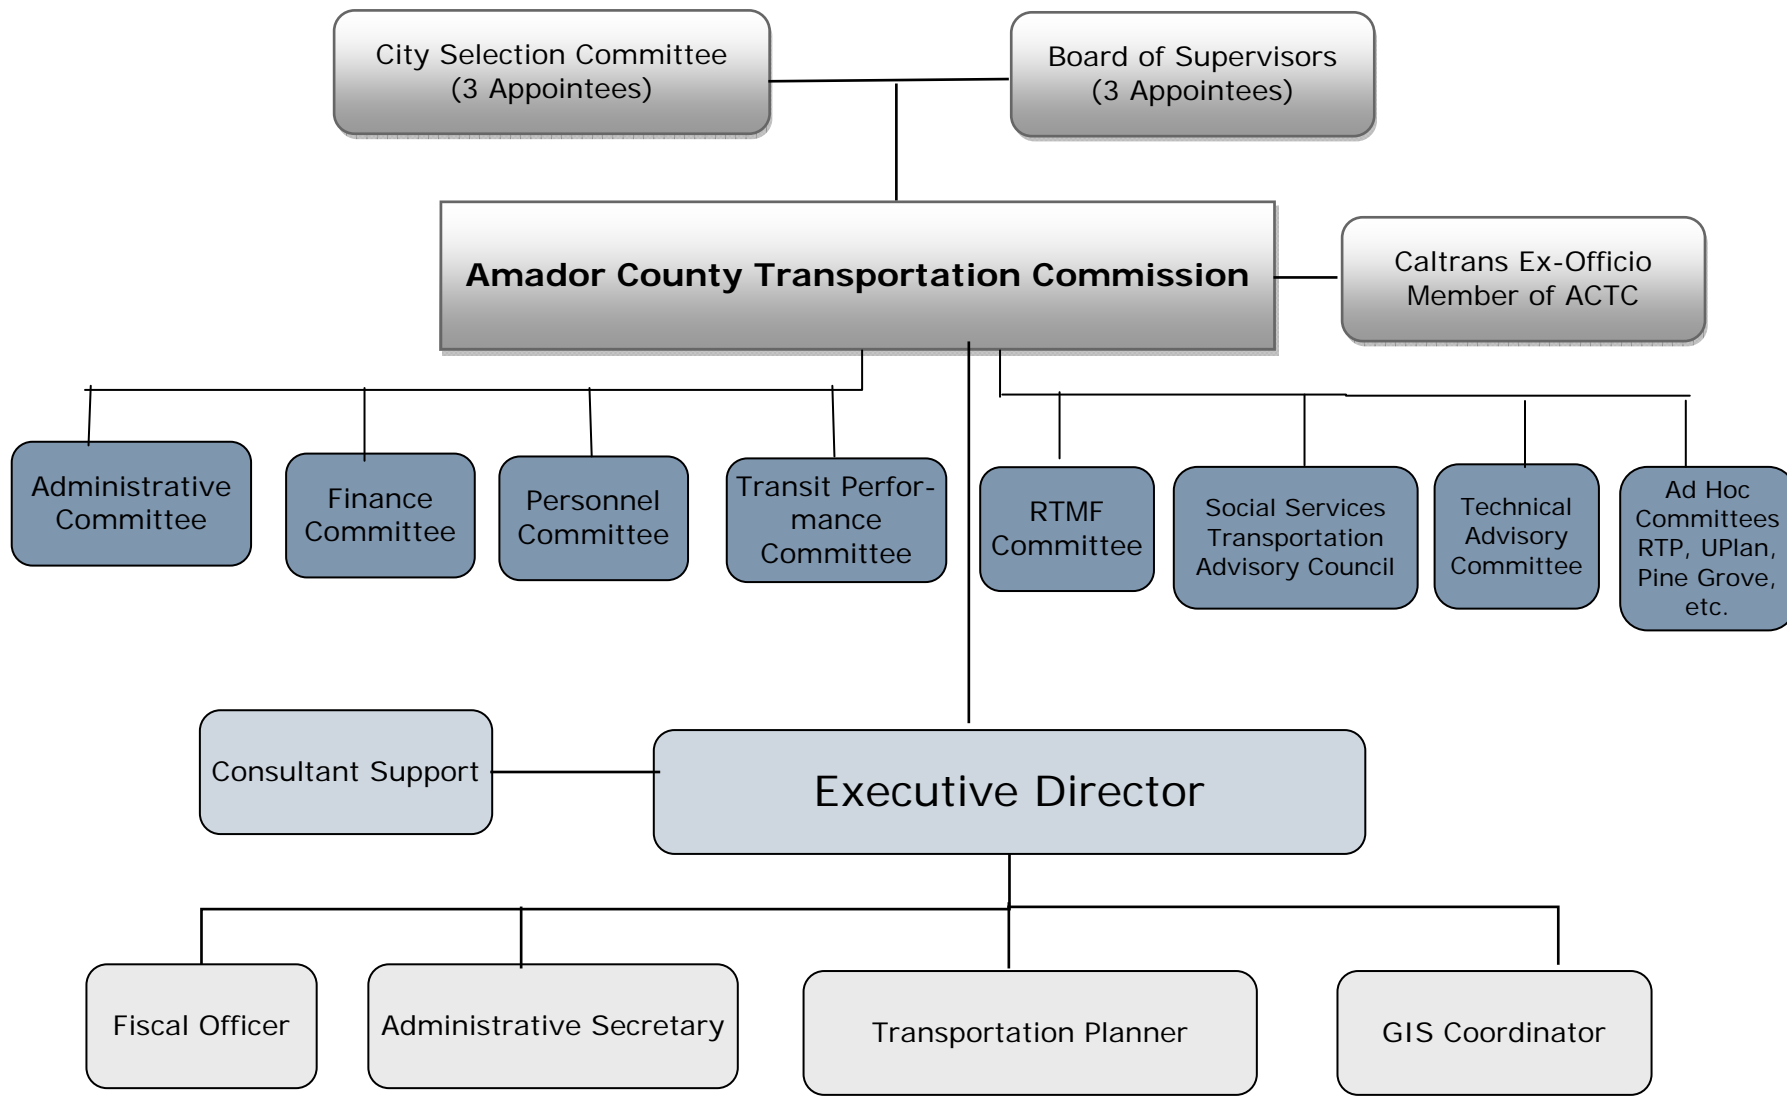 City Selection Committee
(3 Appointees)
Board of Supervisors
(3 Appointees)
Amador County Transportation Commission
Caltrans Ex-Officio
Member of ACTC
Administrative
Committee
Finance
Committee
Personnel
Committee
Transit Perfor-
mance
Committee
RTMF
Committee
Social Services
Transportation
Advisory Council
Technical
Advisory
Committee
Ad Hoc
Committees
RTP, UPlan,
Pine Grove,
etc.
Consultant Support
Executive Director
Fiscal Officer
Administrative Secretary
Transportation Planner
GIS Coordinator